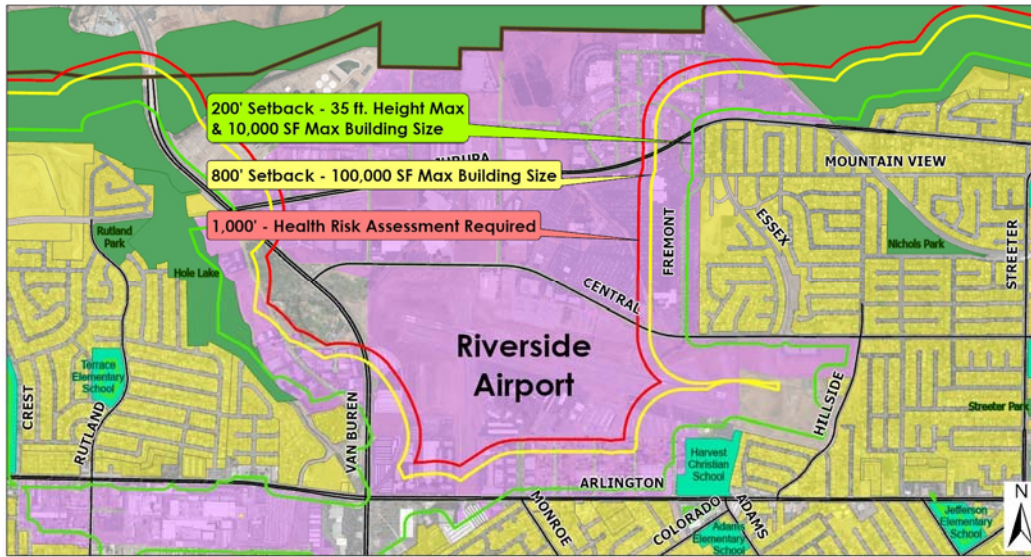 200' Setback - 35 ft. Height Max
& 10,000 SF Max Building Size
JURUPA
800' Setback - 100,000 SF Max Building Size
MOUNTAIN VIEW
1,000' - Health Risk Assessment Required
Rutland
Park
Hole Lake
FREMONT
ESSEX
Nichols Park
STREETER
CENTRAL
Riverside
Airport
Terrace
Elementary
School
CREST
RUTLAND
VAN BUREN
HILLSIDE
Streeter Park
Harvest
Christian
School
ARLINGTON
MONROE
COLORADO
ADAMS
Adams
Elementary
School
Jefferson
Elementary
School
N